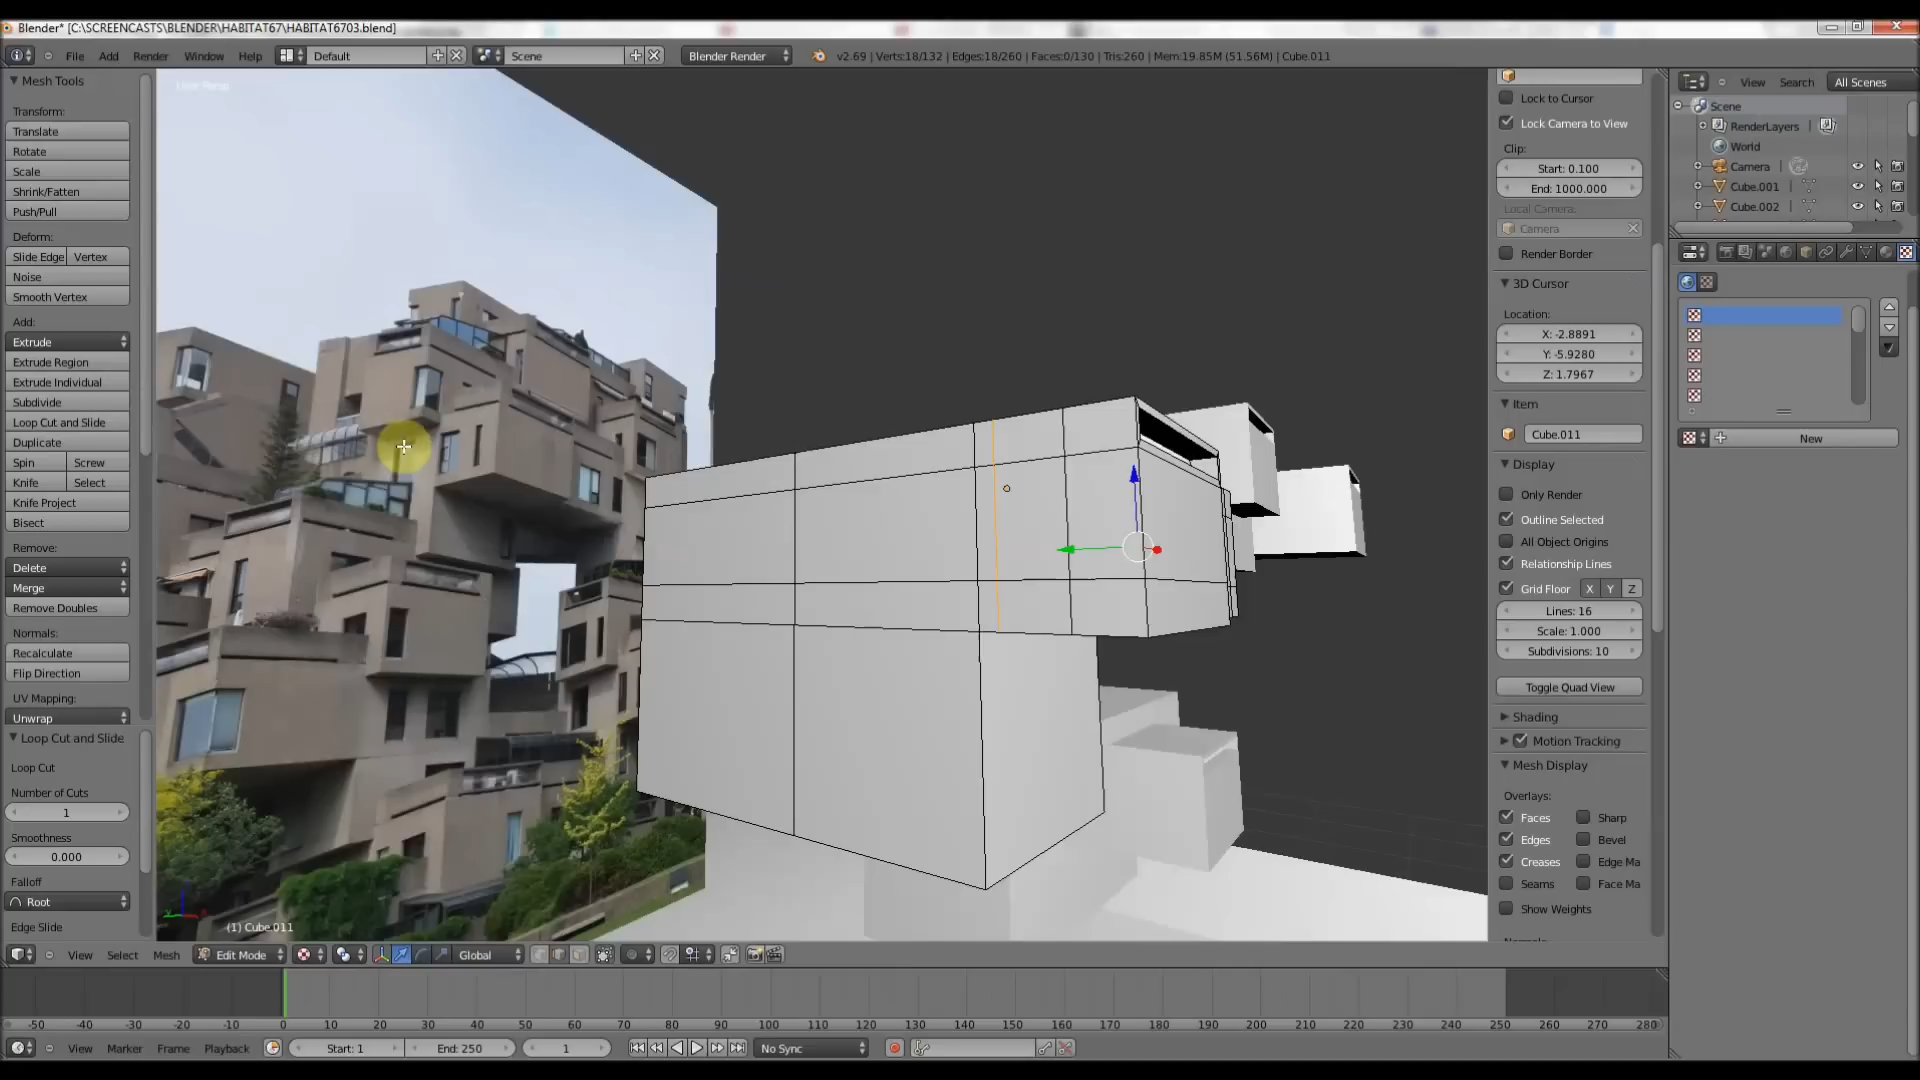 Blender* [C:\SCREENCASTS\BLENDER\HABITAT67\HABITAT6703.blend]
File Add Render Window Help Default Scene Blender Render v2.69 | Verts:18/132 | Edges:18/260 | Faces:0/130 | Tris:260 | Mem:19.85M (51.56M) | Cube.011
Mesh Tools
Transform:
Translate
Rotate
Scale
Shrink/Fatten
Push/Pull
Deform:
Slide Edge Vertex
Noise
Smooth Vertex
Add:
Extrude
Extrude Region
Extrude Individual
Subdivide
Loop Cut and Slide
Duplicate
Spin Screw
Knife Select
Knife Project
Bisect
Remove:
Delete
Merge
Remove Doubles
Normals:
Recalculate
Flip Direction
UV Mapping:
Unwrap
Loop Cut and Slide
Loop Cut
Number of Cuts
1
Smoothness
0.000
Falloff
Root
Edge Slide
User Persp
(1) Cube.011
Lock to Cursor
Lock Camera to View
Clip:
Start: 0.100
End: 1000.000
Local Camera:
Camera
Render Border
3D Cursor
Location:
X: -2.8891
Y: -5.9280
Z: 1.7967
Item
Cube.011
Display
Only Render
Outline Selected
All Object Origins
Relationship Lines
Grid Floor X Y Z
Lines: 16
Scale: 1.000
Subdivisions: 10
Toggle Quad View
Shading
Motion Tracking
Mesh Display
Overlays:
Faces Sharp
Edges Bevel
Creases Edge Ma
Seams Face Ma
Show Weights
View Search All Scenes
Scene
RenderLayers
World
Camera
Cube.001
Cube.002
New
View Select Mesh Edit Mode Global
-50 -40 -30 -20 -10 0 10 20 30 40 50 60 70 80 90 100 110 120 130 140 150 160 170 180 190 200 210 220 230 240 250 260 270 280
View Marker Frame Playback Start: 1 End: 250 1 No Sync